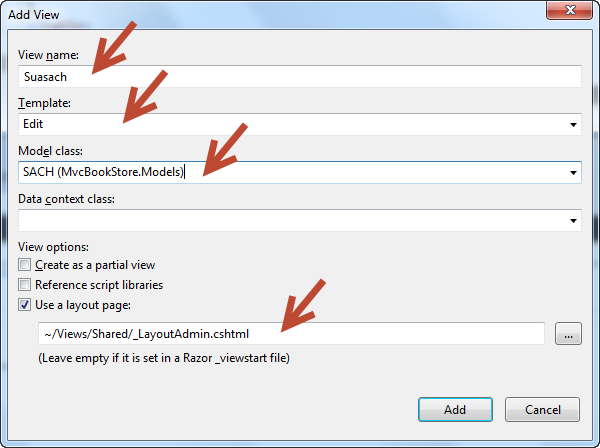 Add View
View name:
Suasach
Template:
Edit
Model class:
SACH (MvcBookStore.Models)
Data context class:
View options:
Create as a partial view
Reference script libraries
Use a layout page:
~/Views/Shared/_LayoutAdmin.cshtml
...
(Leave empty if it is set in a Razor _viewstart file)
Add
Cancel